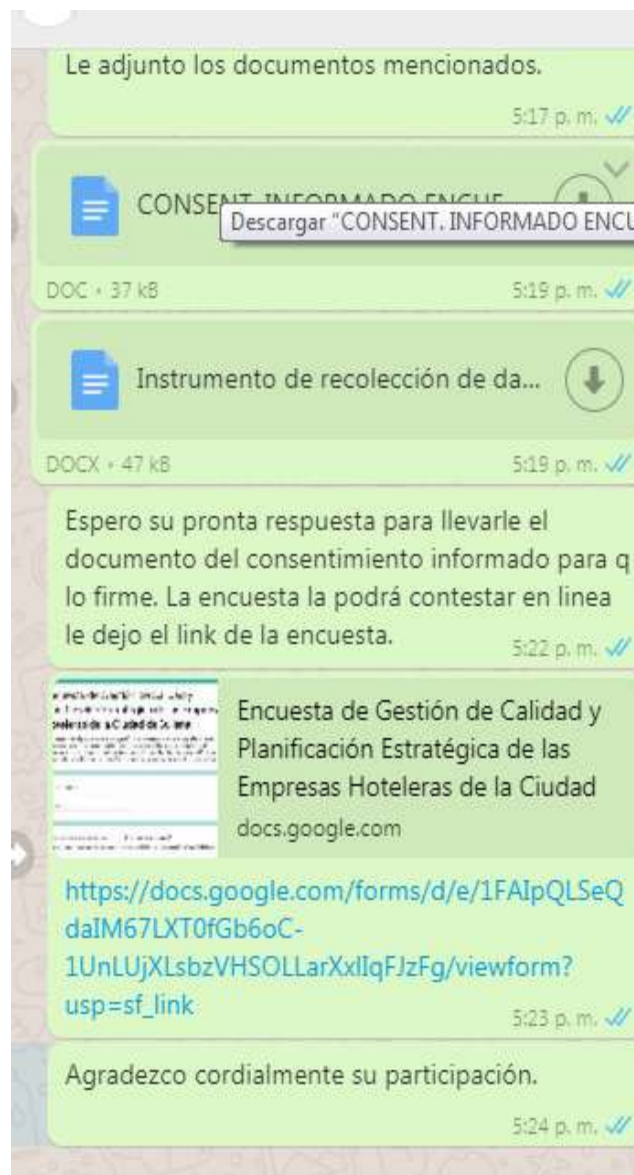 Le adjunto los documentos mencionados.
5:17 p. m.
CONSENT. INFORMADO ENCUE...
Descargar "CONSENT. INFORMADO ENCU
DOC • 37 kB
5:19 p. m.
Instrumento de recolección de da...
DOCX • 47 kB
5:19 p. m.
Espero su pronta respuesta para llevarle el
documento del consentimiento informado para q
lo firme. La encuesta la podrá contestar en linea
le dejo el link de la encuesta.
5:22 p. m.
Encuesta de Gestión de Calidad y
Planificación Estratégica de las
Empresas Hoteleras de la Ciudad
docs.google.com
https://docs.google.com/forms/d/e/1FAIpQLSeQ
daIM67LXT0fGb6oC-
1UnLUjXLsbzVHSOLLarXxlIqFJzFg/viewform?
usp=sf_link
5:23 p. m.
Agradezco cordialmente su participación.
5:24 p. m.